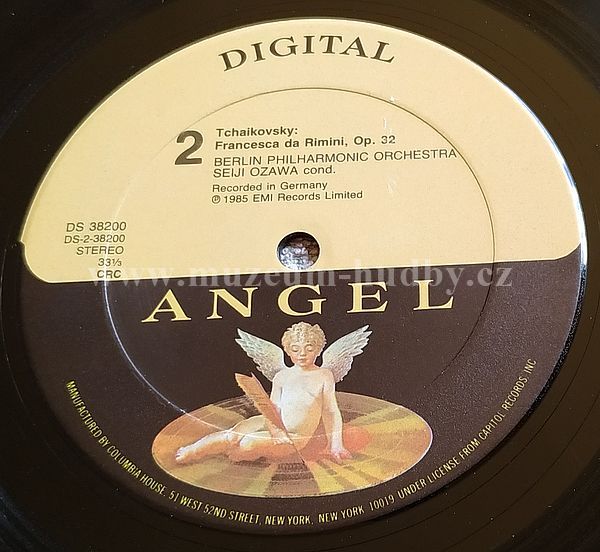 DIGITAL
2
Tchaikovsky:
Francesca da Rimini, Op. 32
BERLIN PHILHARMONIC ORCHESTRA
SEIJI OZAWA cond.
Recorded in Germany
℗ 1985 EMI Records Limited
DS 38200
DS-2-38200
STEREO
33⅓
CRC
www.muzeum-hudby.cz
ANGEL
MANUFACTURED BY COLUMBIA HOUSE, 51 WEST 52ND STREET, NEW YORK, NEW YORK 10019 UNDER LICENSE FROM CAPITOL RECORDS, INC